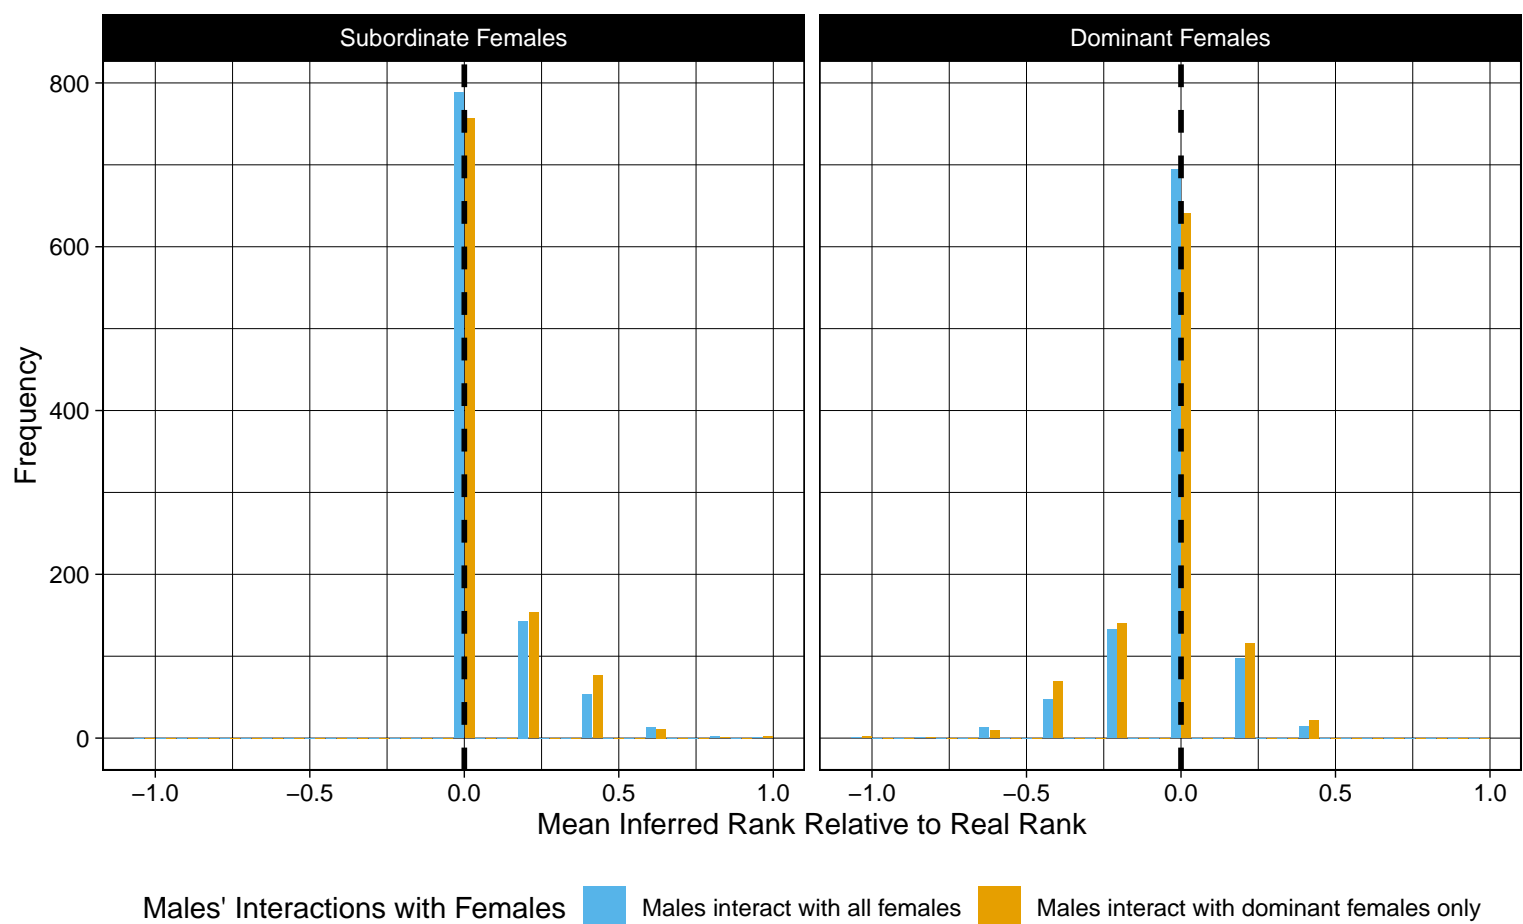 Subordinate Females
Dominant Females
800
600
400
200
0
Frequency
−1.0 −0.5 0.0 0.5 1.0
−1.0 −0.5 0.0 0.5 1.0
Mean Inferred Rank Relative to Real Rank
Males' Interactions with Females
Males interact with all females
Males interact with dominant females only